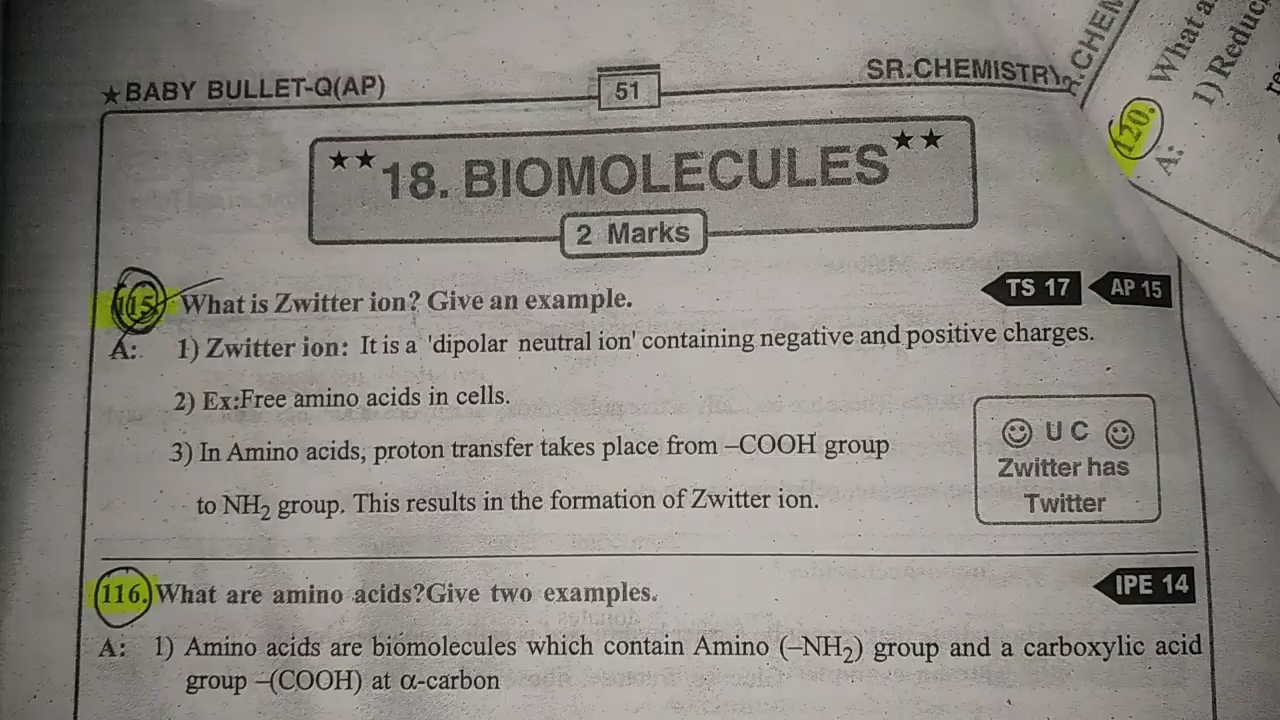 ★BABY BULLET-Q(AP)
51
SR.CHEMISTRY
★★18. BIOMOLECULES★★
2 Marks
115. What is Zwitter ion? Give an example.
TS 17
AP 15
A: 1) Zwitter ion: It is a 'dipolar neutral ion' containing negative and positive charges.
2) Ex:Free amino acids in cells.
3) In Amino acids, proton transfer takes place from –COOH group
to NH₂ group. This results in the formation of Zwitter ion.
☺ U C ☺
Zwitter has
Twitter
116. What are amino acids?Give two examples.
IPE 14
A: 1) Amino acids are biomolecules which contain Amino (–NH₂) group and a carboxylic acid
group –(COOH) at α-carbon
R.CHEM
120. What a
A: 1) Reduc